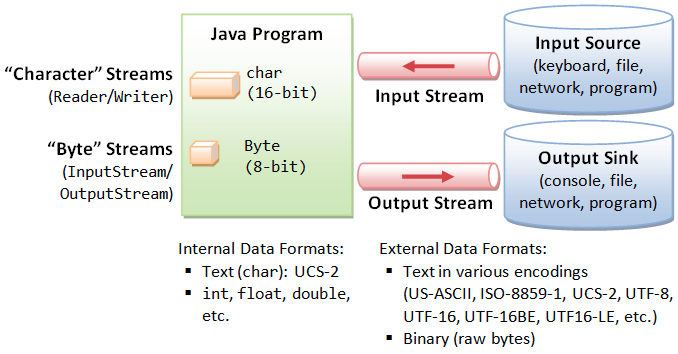 Java Program
"Character" Streams
(Reader/Writer)
char
(16-bit)
"Byte" Streams
(InputStream/
OutputStream)
Byte
(8-bit)
Input Stream
Output Stream
Input Source
(keyboard, file,
network, program)
Output Sink
(console, file,
network, program)
Internal Data Formats:
▪ Text (char): UCS-2
▪ int, float, double,
etc.
External Data Formats:
▪ Text in various encodings
(US-ASCII, ISO-8859-1, UCS-2, UTF-8,
UTF-16, UTF-16BE, UTF16-LE, etc.)
▪ Binary (raw bytes)